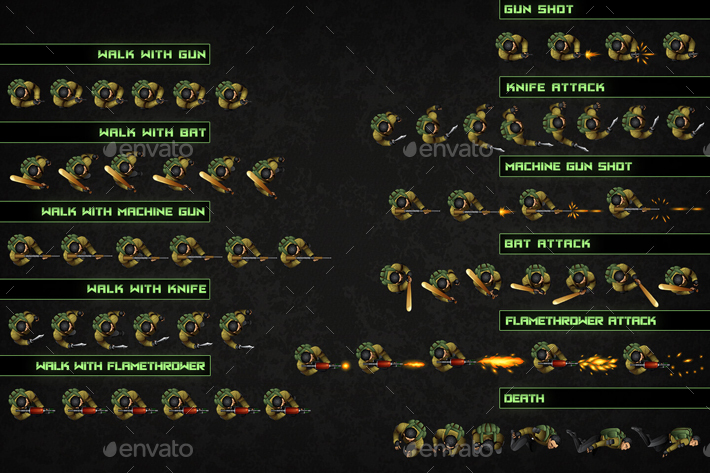 WALK WITH GUN
WALK WITH BAT
WALK WITH MACHINE GUN
WALK WITH KNIFE
WALK WITH FLAMETHROWER
GUN SHOT
KNIFE ATTACK
MACHINE GUN SHOT
BAT ATTACK
FLAMETHROWER ATTACK
DEATH
envato
envato
envato
envato